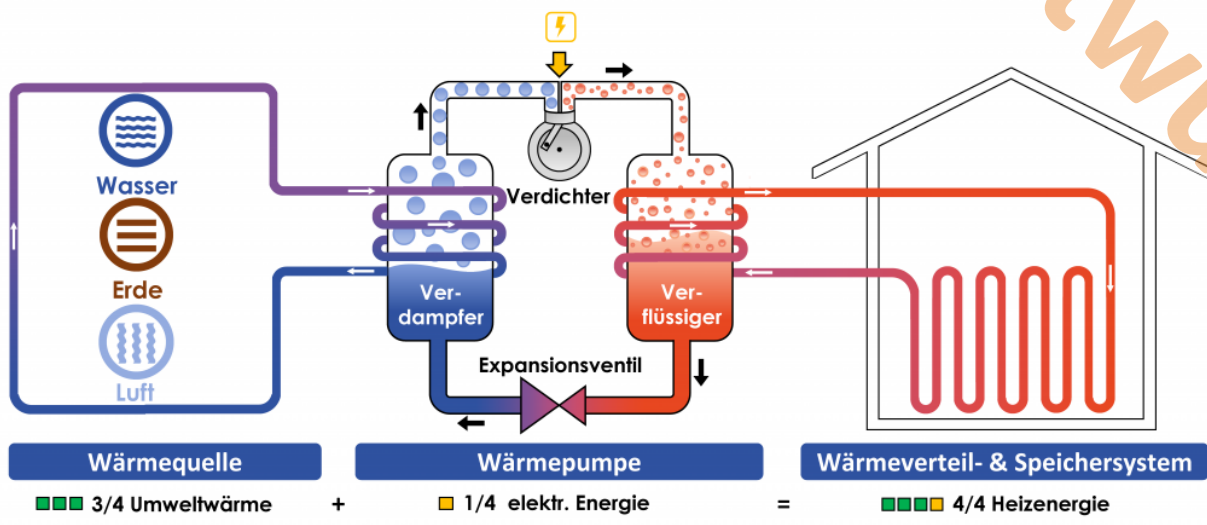 Wasser
Erde
Luft
Verdichter
Ver-
dampfer
Ver-
flüssiger
Expansionsventil
Wärmequelle
Wärmepumpe
Wärmeverteil- & Speichersystem
3/4 Umweltwärme
+
1/4 elektr. Energie
=
4/4 Heizenergie